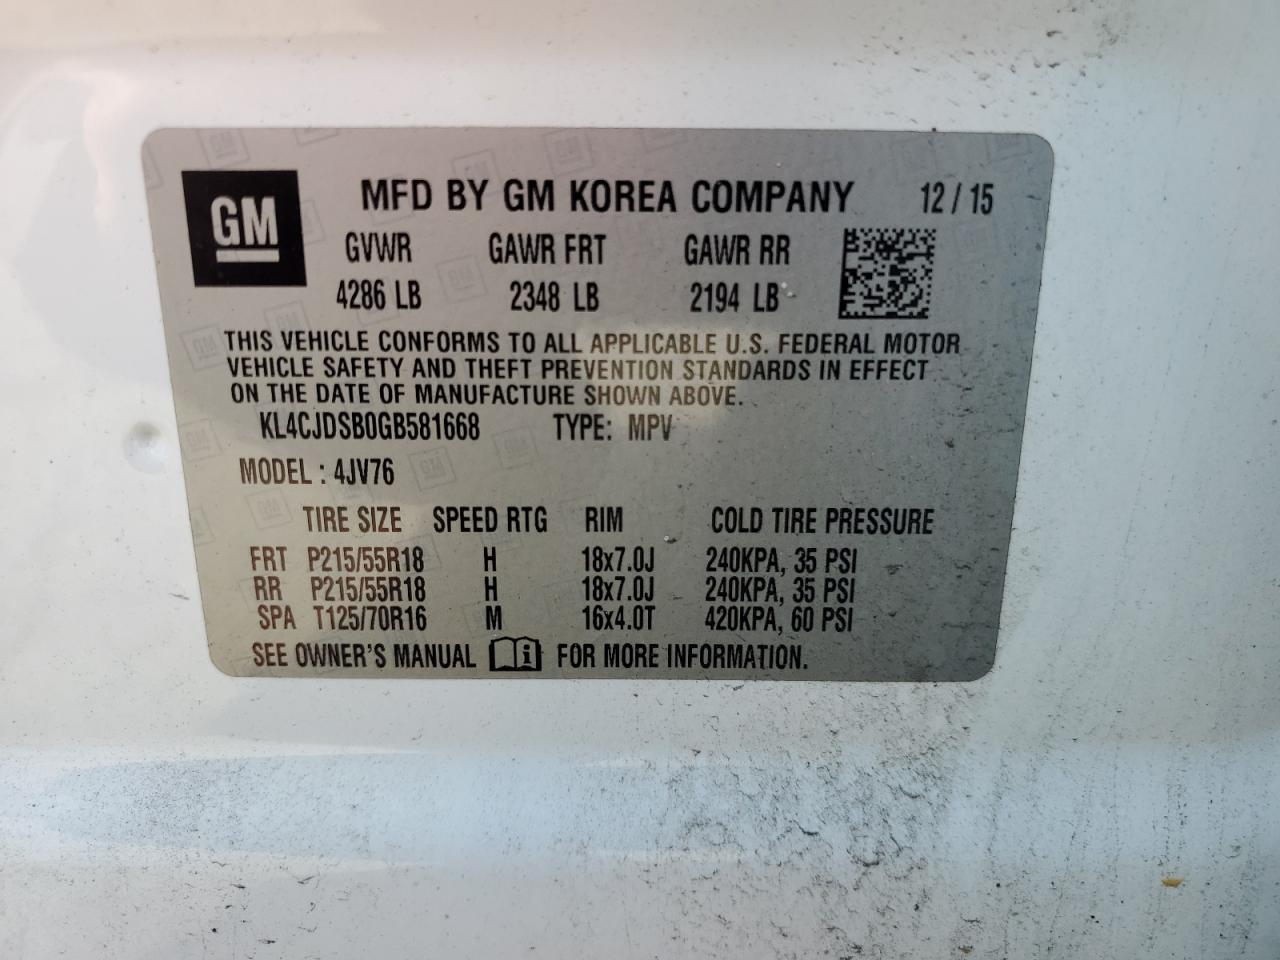 GM
MFD BY GM KOREA COMPANY 12 / 15
GVWR GAWR FRT GAWR RR
4286 LB 2348 LB 2194 LB
THIS VEHICLE CONFORMS TO ALL APPLICABLE U.S. FEDERAL MOTOR
VEHICLE SAFETY AND THEFT PREVENTION STANDARDS IN EFFECT
ON THE DATE OF MANUFACTURE SHOWN ABOVE.
KL4CJDSB0GB581668 TYPE: MPV
MODEL : 4JV76
TIRE SIZE SPEED RTG RIM COLD TIRE PRESSURE
FRT P215/55R18 H 18x7.0J 240KPA, 35 PSI
RR P215/55R18 H 18x7.0J 240KPA, 35 PSI
SPA T125/70R16 M 16x4.0T 420KPA, 60 PSI
SEE OWNER'S MANUAL i FOR MORE INFORMATION.